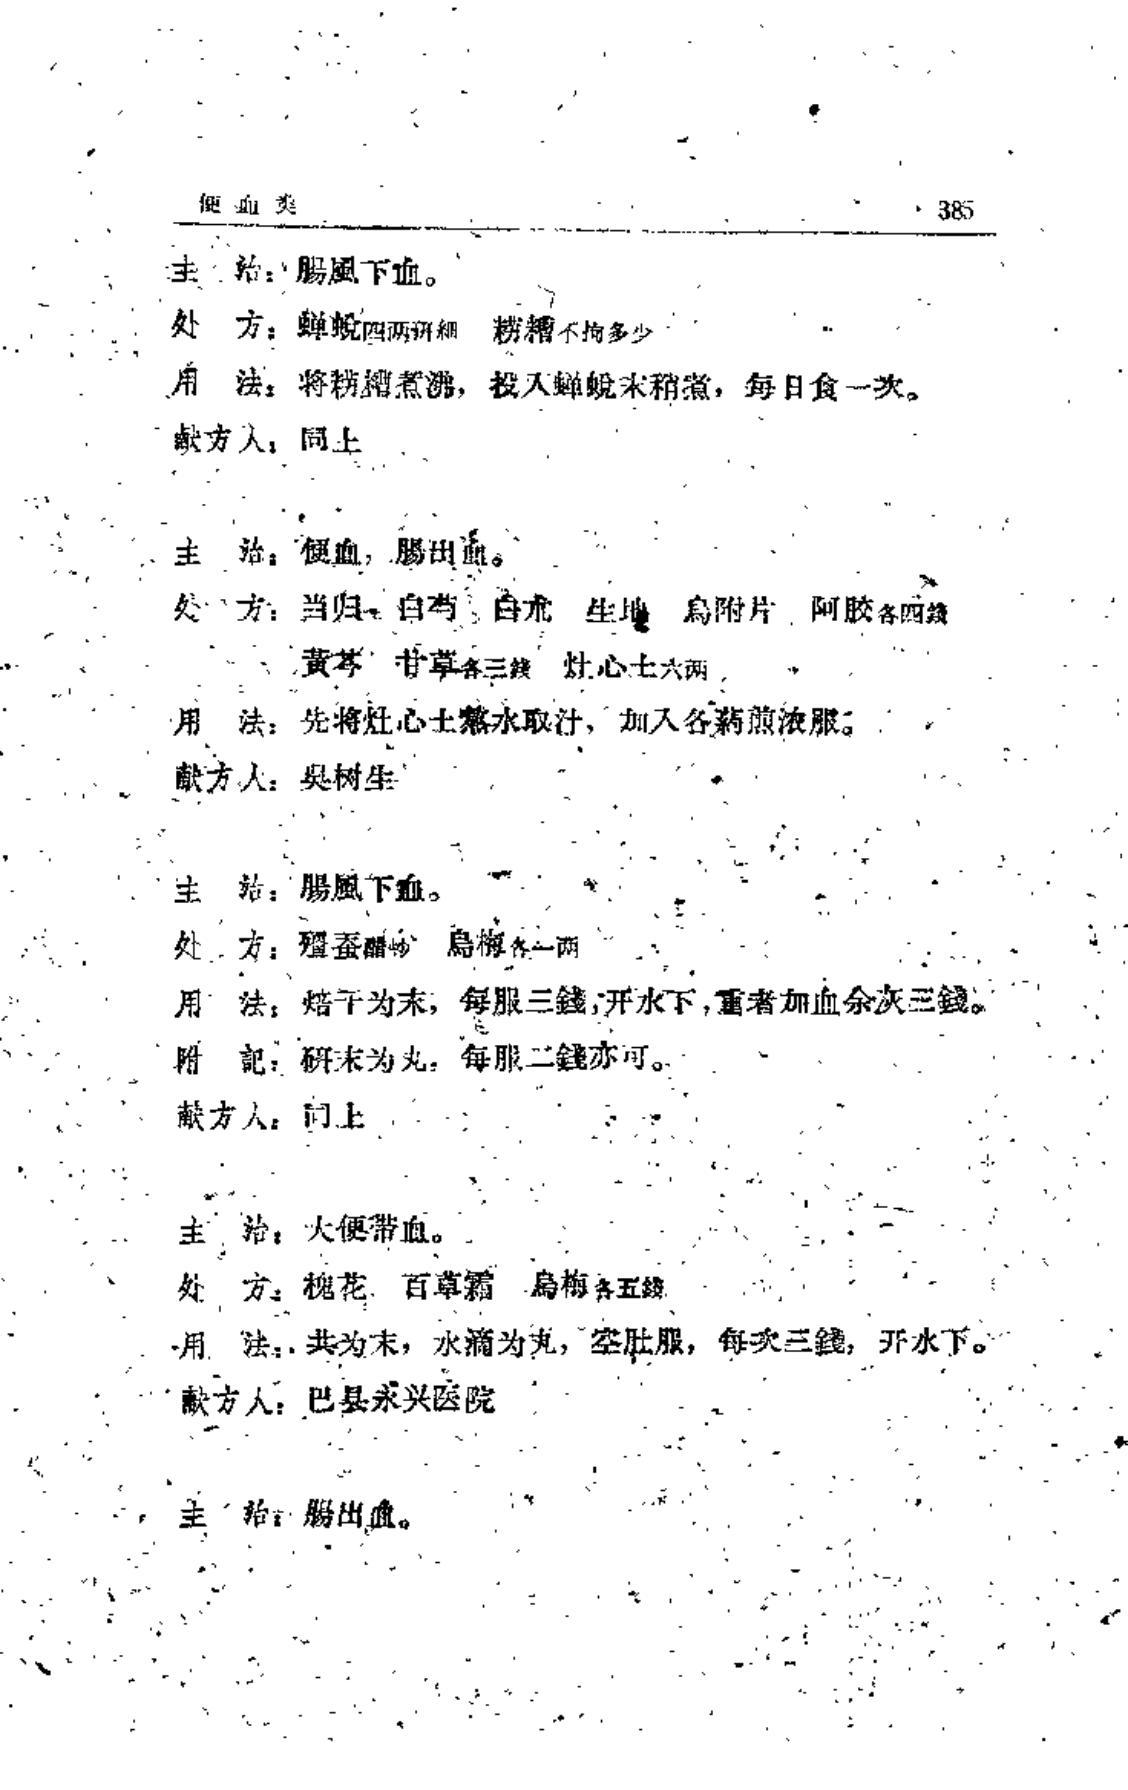 便血类 385
主 治：腸風下血。
处 方：蝉蛻四两研細 粩糟不拘多少
用 法：将粩糟煮沸，投入蝉蛻末稍煮，每日食一次。
献方人：同上
主 治：便血，腸出血。
处 方：当归 白芍 白朮 生地 烏附片 阿胶各四錢
黃芩 甘草各三錢 灶心土六两
用 法：先将灶心土熬水取汁，加入各葯煎浓服。
献方人：吳树生
主 治：腸風下血。
处 方：殭蚕醋炒 烏梅各一两
用 法：焙干为末，每服三錢，开水下，重者加血余灰三錢。
附 記：研末为丸，每服二錢亦可。
献方人：同上
主 治：大便带血。
处 方：槐花 百草霜 烏梅各五錢
用 法：共为末，水滴为丸，空肚服，每次三錢，开水下。
献方人：巴县永兴医院
主 治：腸出血。